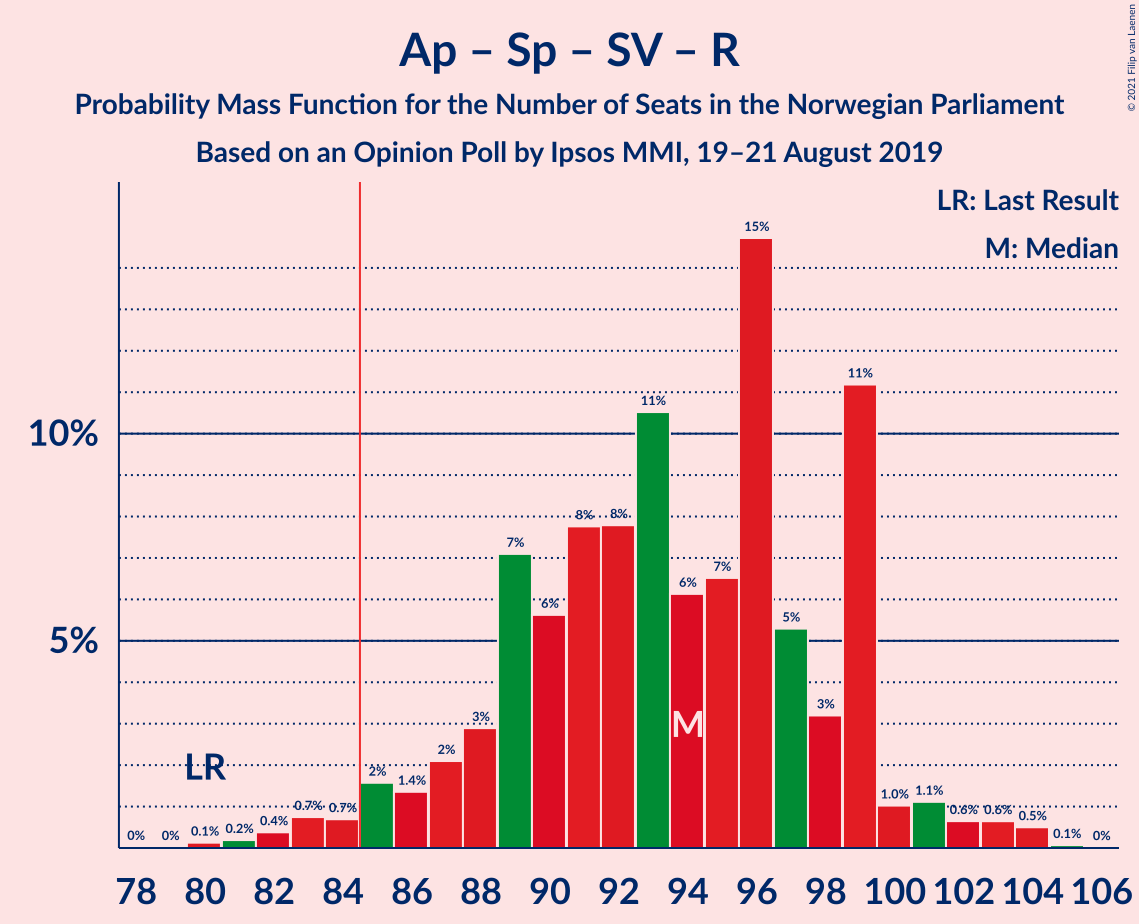 Ap – Sp – SV – R
Probability Mass Function for the Number of Seats in the Norwegian Parliament
Based on an Opinion Poll by Ipsos MMI, 19–21 August 2019
© 2021 Filip van Laenen
LR: Last Result
M: Median
10%
5%
0% 0% 0.1% 0.2% 0.4% 0.7% 0.7% 2% 1.4% 2% 3% 7% 6% 8% 8% 11% 6% 7% 15% 5% 3% 11% 1.0% 1.1% 0.6% 0.6% 0.5% 0.1% 0%
LR
M
78 80 82 84 86 88 90 92 94 96 98 100 102 104 106